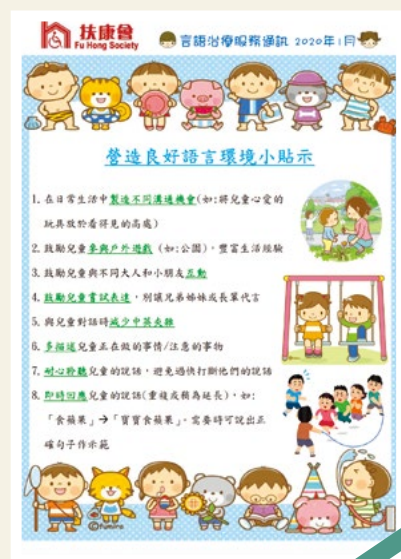 扶康會
Fu Hong Society
言語治療服務通訊 2020年1月
營造良好語言環境小貼示
1. 在日常生活中製造不同溝通機會(如:將兒童心愛的
玩具放於看得見的高處)
2. 鼓勵兒童參與戶外遊戲 (如:公園)，豐富生活經驗
3. 鼓勵兒童與不同大人和小朋友互動
4. 鼓勵兒童嘗試表達，別讓兄弟姊妹或長輩代言
5. 與兒童對話時減少中英夾雜
6. 多描述兒童正在做的事情/注意的事物
7. 耐心聆聽兒童的說話，避免過快打斷他們的說話
8. 即時回應兒童的說話(重複或稍為延長)，如:
「食蘋果」→「寶寶食蘋果」。需要時可說出正
確句子作示範
©fumira